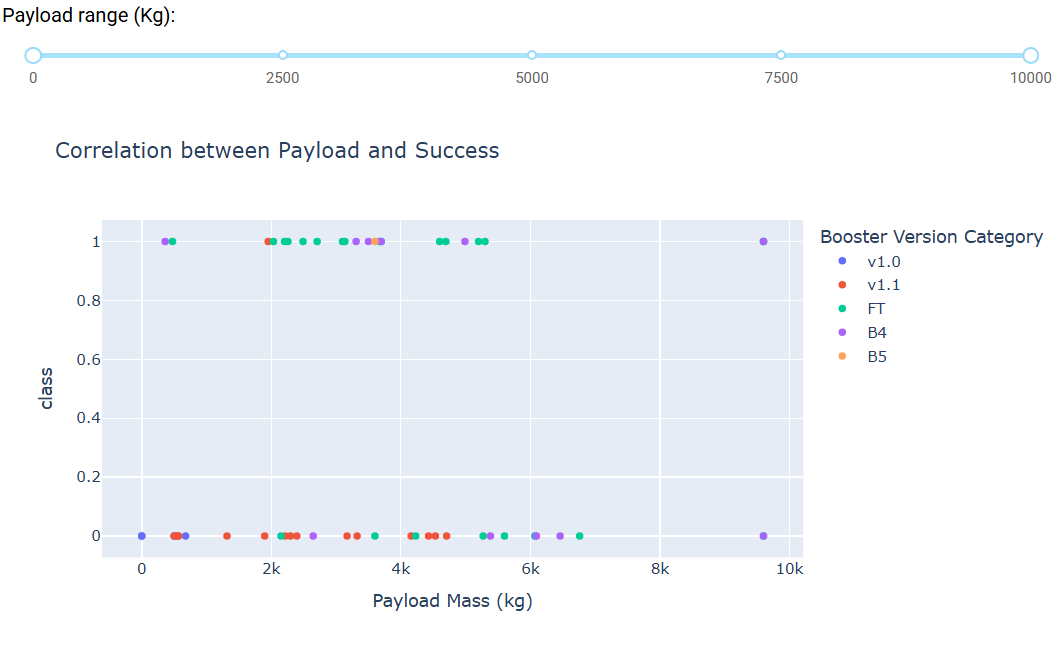 Payload range (Kg):
0 2500 5000 7500 10000
Correlation between Payload and Success
Booster Version Category
v1.0
v1.1
FT
B4
B5
class
1
0.8
0.6
0.4
0.2
0
0 2k 4k 6k 8k 10k
Payload Mass (kg)